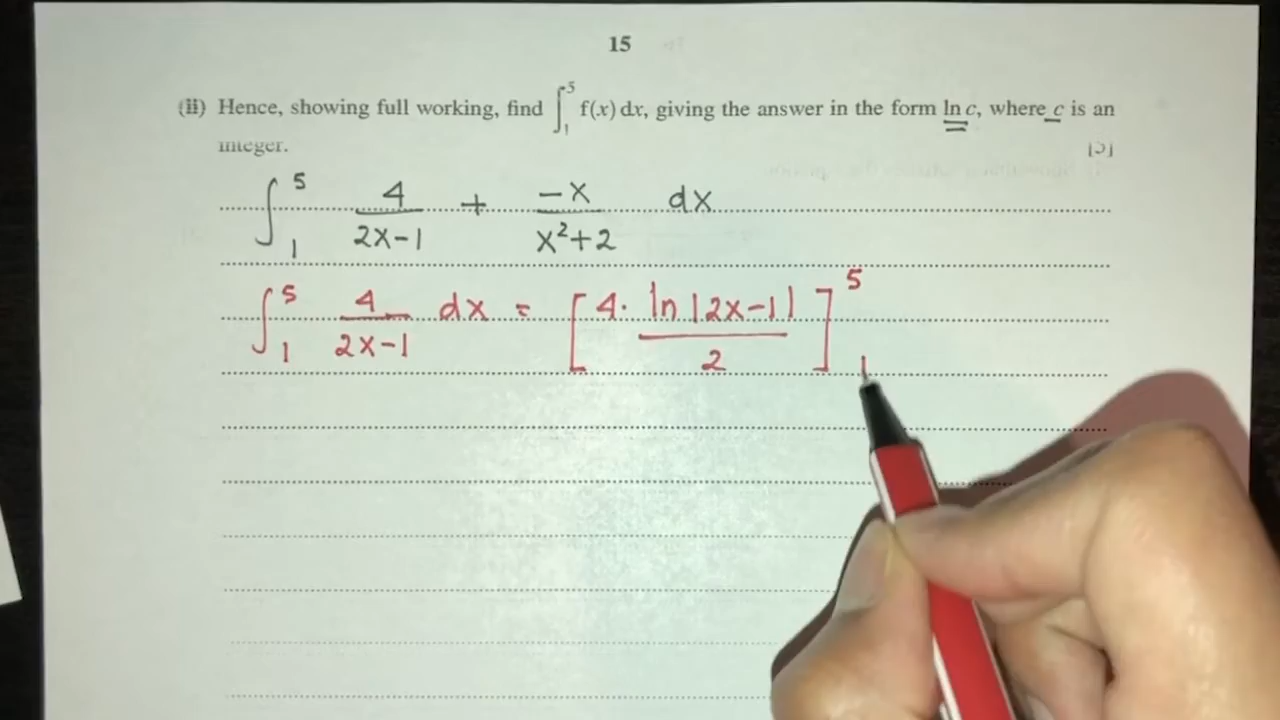 15
(ii) Hence, showing full working, find ∫₁⁵ f(x) dx, giving the answer in the form ln c, where c is an
integer. [5]
∫₁⁵ 4/(2x-1) + -x/(x²+2) dx
∫₁⁵ 4/(2x-1) dx = [4. ln |2x-1|/2]₁⁵